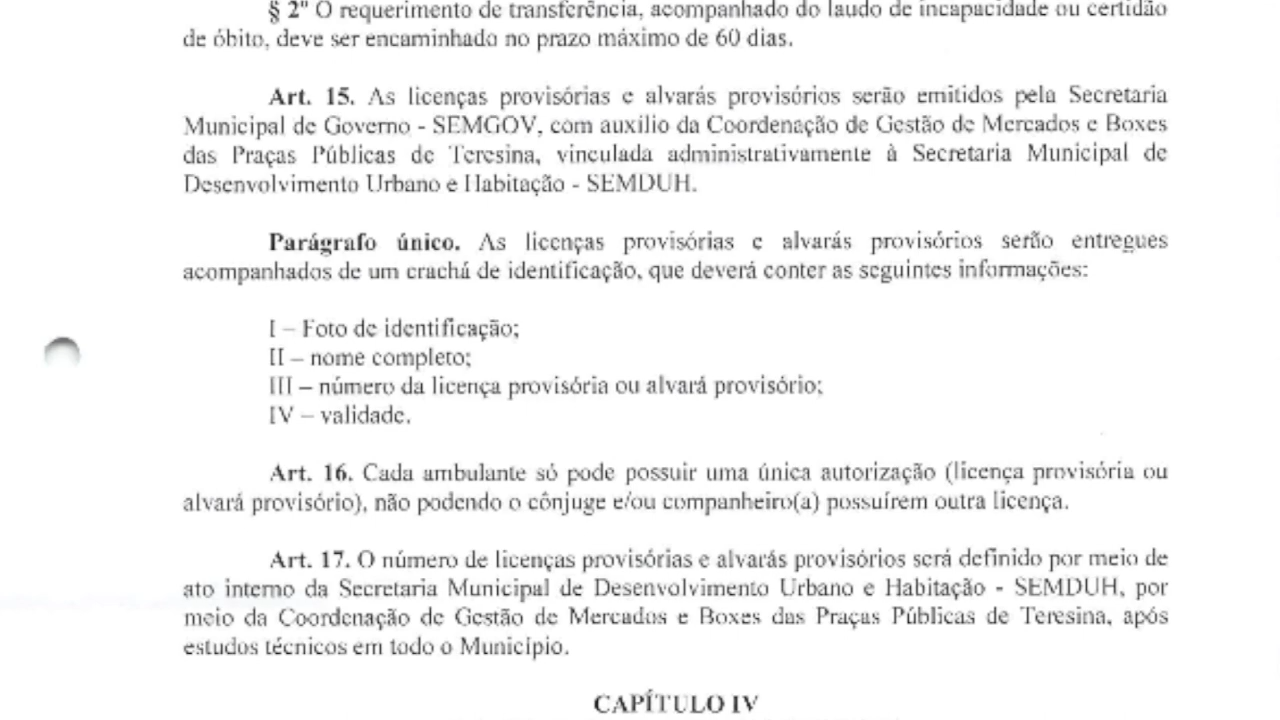 § 2º O requerimento de transferência, acompanhado do laudo de incapacidade ou certidão
de óbito, deve ser encaminhado no prazo máximo de 60 dias.
Art. 15. As licenças provisórias e alvarás provisórios serão emitidos pela Secretaria
Municipal de Governo - SEMGOV, com auxílio da Coordenação de Gestão de Mercados e Boxes
das Praças Públicas de Teresina, vinculada administrativamente à Secretaria Municipal de
Desenvolvimento Urbano e Habitação - SEMDUH.
Parágrafo único. As licenças provisórias e alvarás provisórios serão entregues
acompanhados de um crachá de identificação, que deverá conter as seguintes informações:
I – Foto de identificação;
II – nome completo;
III – número da licença provisória ou alvará provisório;
IV – validade.
Art. 16. Cada ambulante só pode possuir uma única autorização (licença provisória ou
alvará provisório), não podendo o cônjuge e/ou companheiro(a) possuírem outra licença.
Art. 17. O número de licenças provisórias e alvarás provisórios será definido por meio de
ato interno da Secretaria Municipal de Desenvolvimento Urbano e Habitação - SEMDUH, por
meio da Coordenação de Gestão de Mercados e Boxes das Praças Públicas de Teresina, após
estudos técnicos em todo o Município.
CAPÍTULO IV